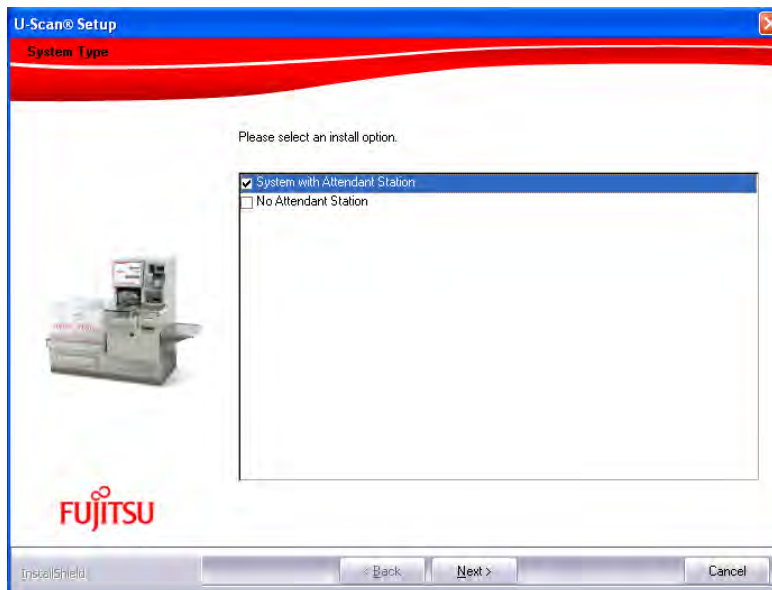 U-Scan® Setup
System Type
Please select an install option.
System with Attendant Station
No Attendant Station
FUJITSU
InstallShield
< Back
Next >
Cancel